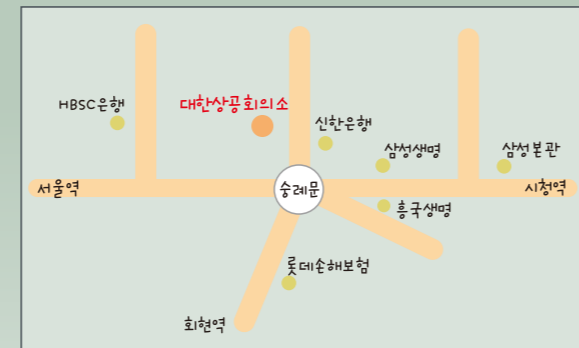 HBSC은행
대한상공회의소
신한은행
삼성생명
삼성본관
서울역
숭례문
시청역
흥국생명
롯데손해보험
회현역